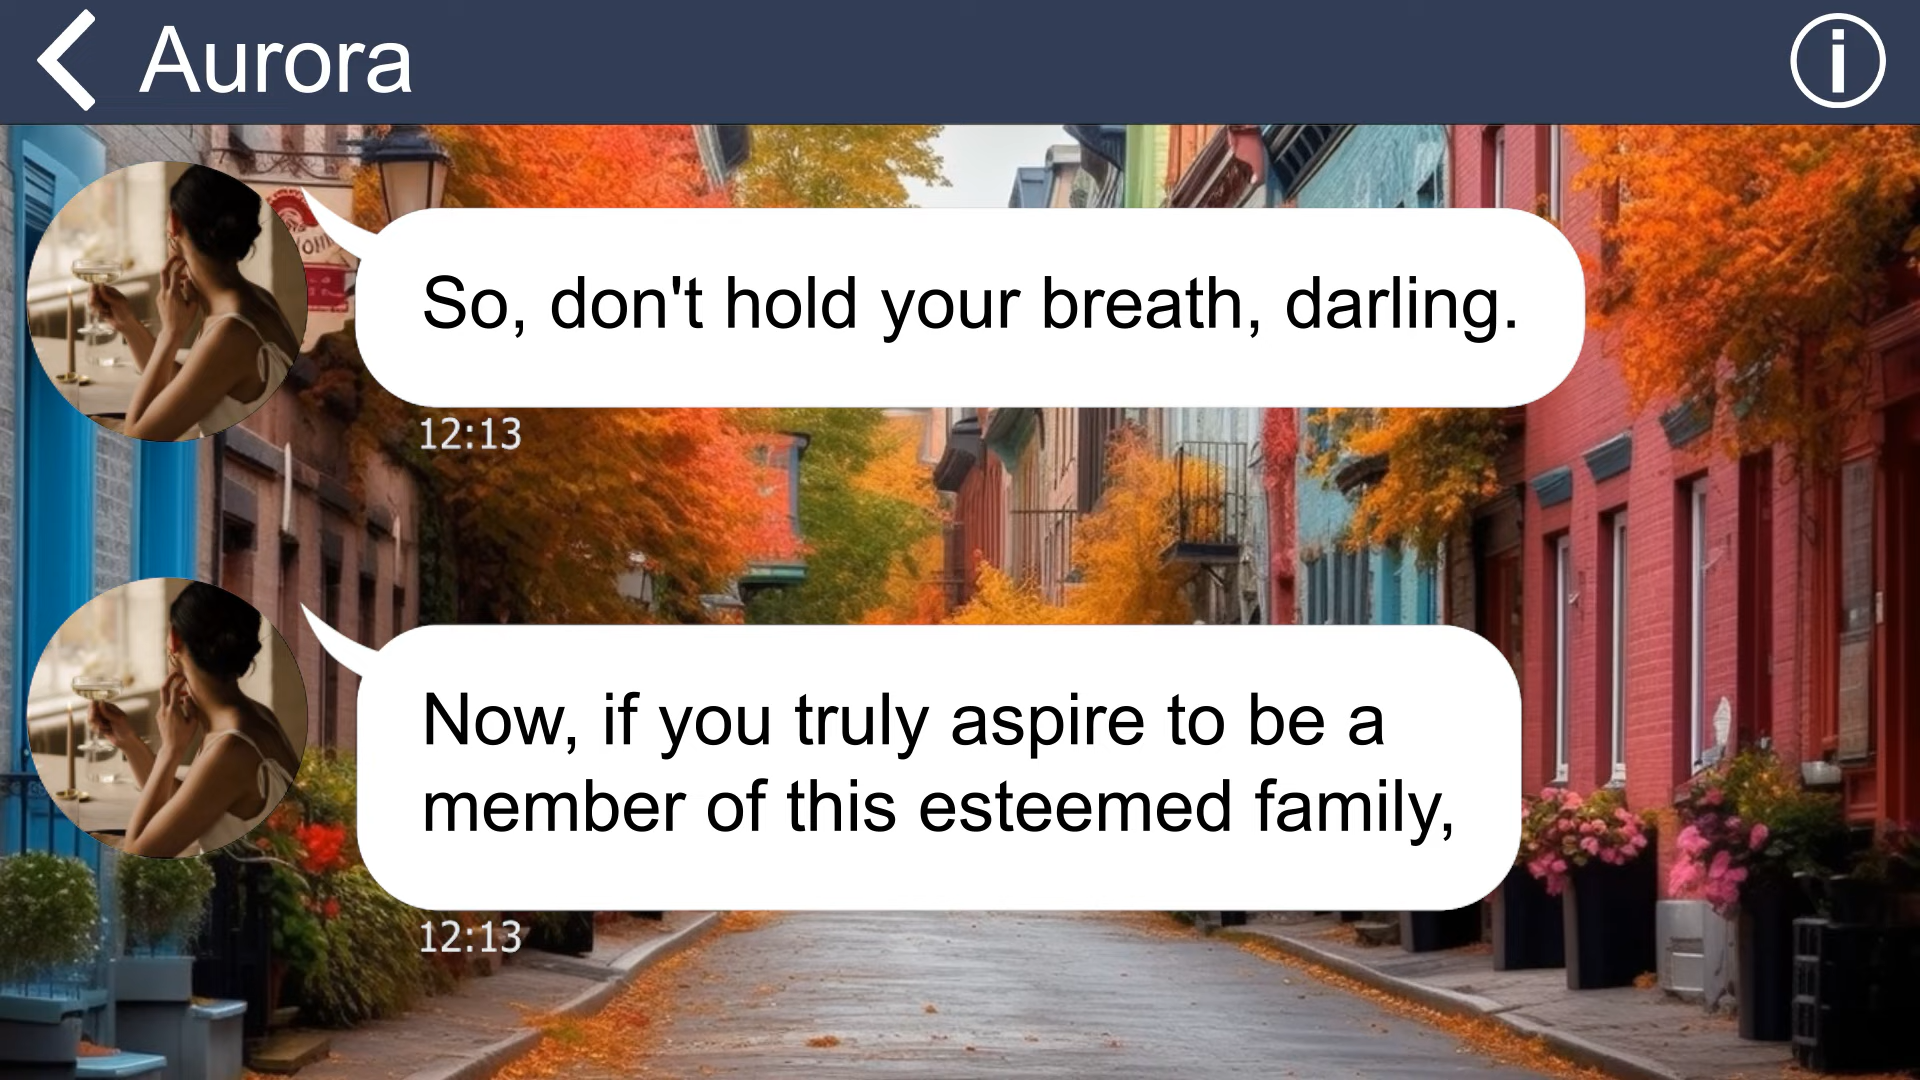 Aurora
So, don't hold your breath, darling.
12:13
Now, if you truly aspire to be a
member of this esteemed family,
12:13